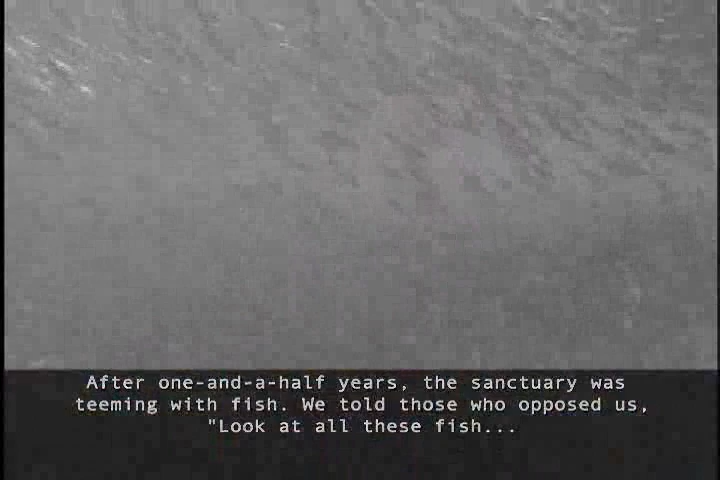 After one-and-a-half years, the sanctuary was
teeming with fish. We told those who opposed us,
"Look at all these fish...